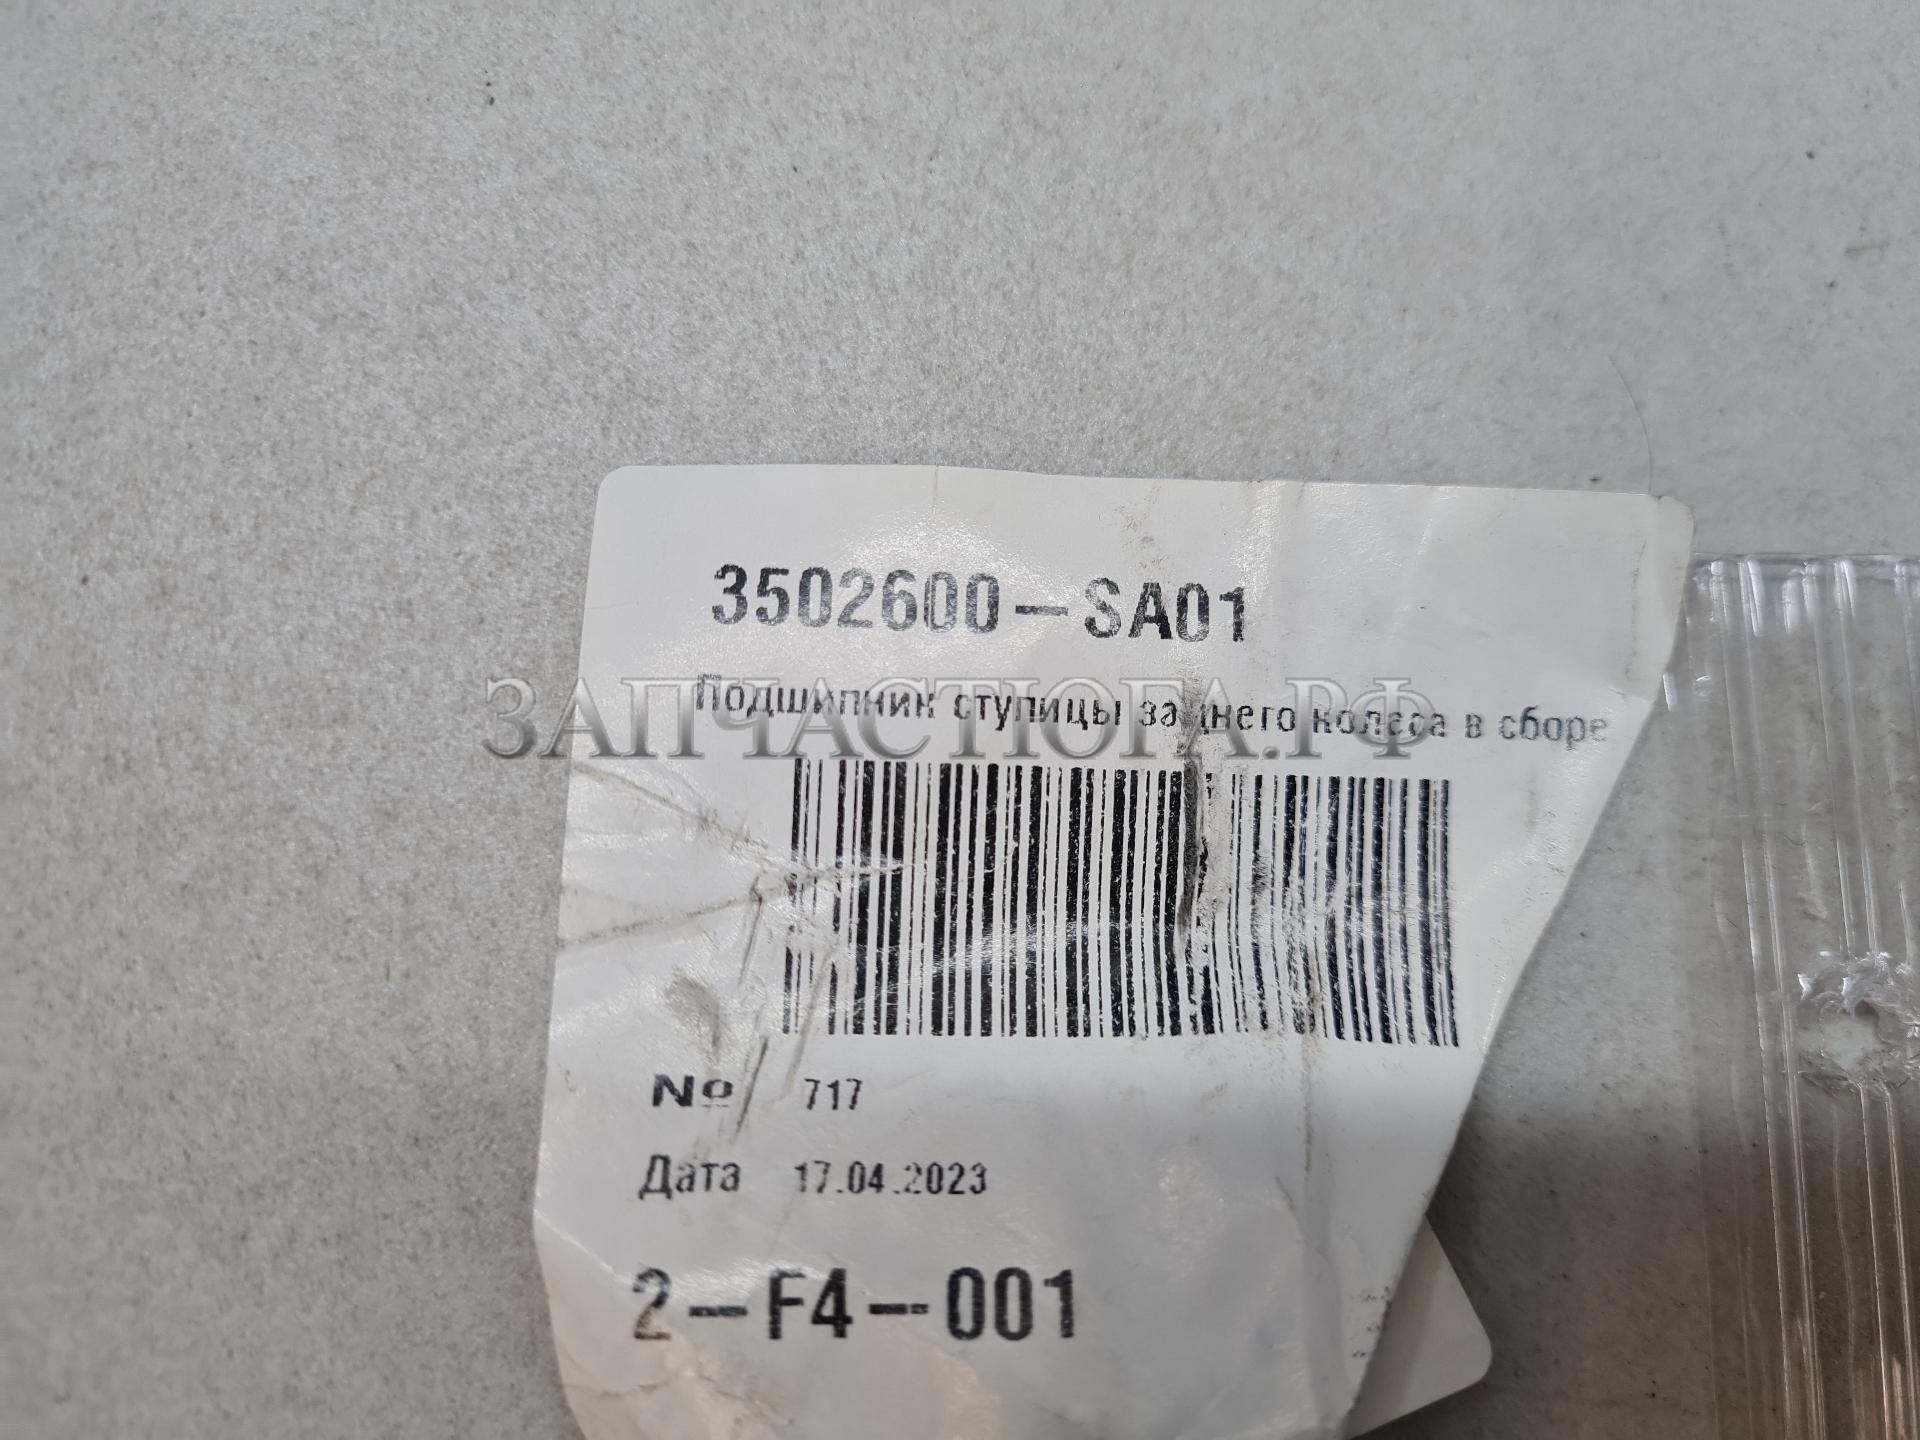 3502600-SA01
Подшипник ступицы заднего колеса в сборе
ЗАПЧАСТЮГА.РФ
№ 717
Дата 17.04.2023
2-F4-001